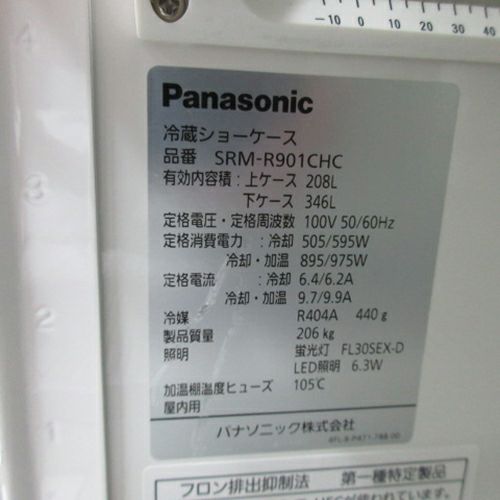 -10 0 10 20 30 40
Panasonic
冷蔵ショーケース
品番 SRM-R901CHC
有効内容積：上ケース 208L
下ケース 346L
定格電圧・定格周波数 100V 50/60Hz
定格消費電力 ：冷却 505/595W
冷却・加温 895/975W
定格電流 ：冷却 6.4/6.2A
冷却・加温 9.7/9.9A
冷媒 R404A 440g
製品質量 206kg
照明 蛍光灯 FL30SEX-D
LED照明 6.3W
加温棚温度ヒューズ 105℃
屋内用
パナソニック株式会社
フロン排出抑制法 第一種特定製品
3
2
1